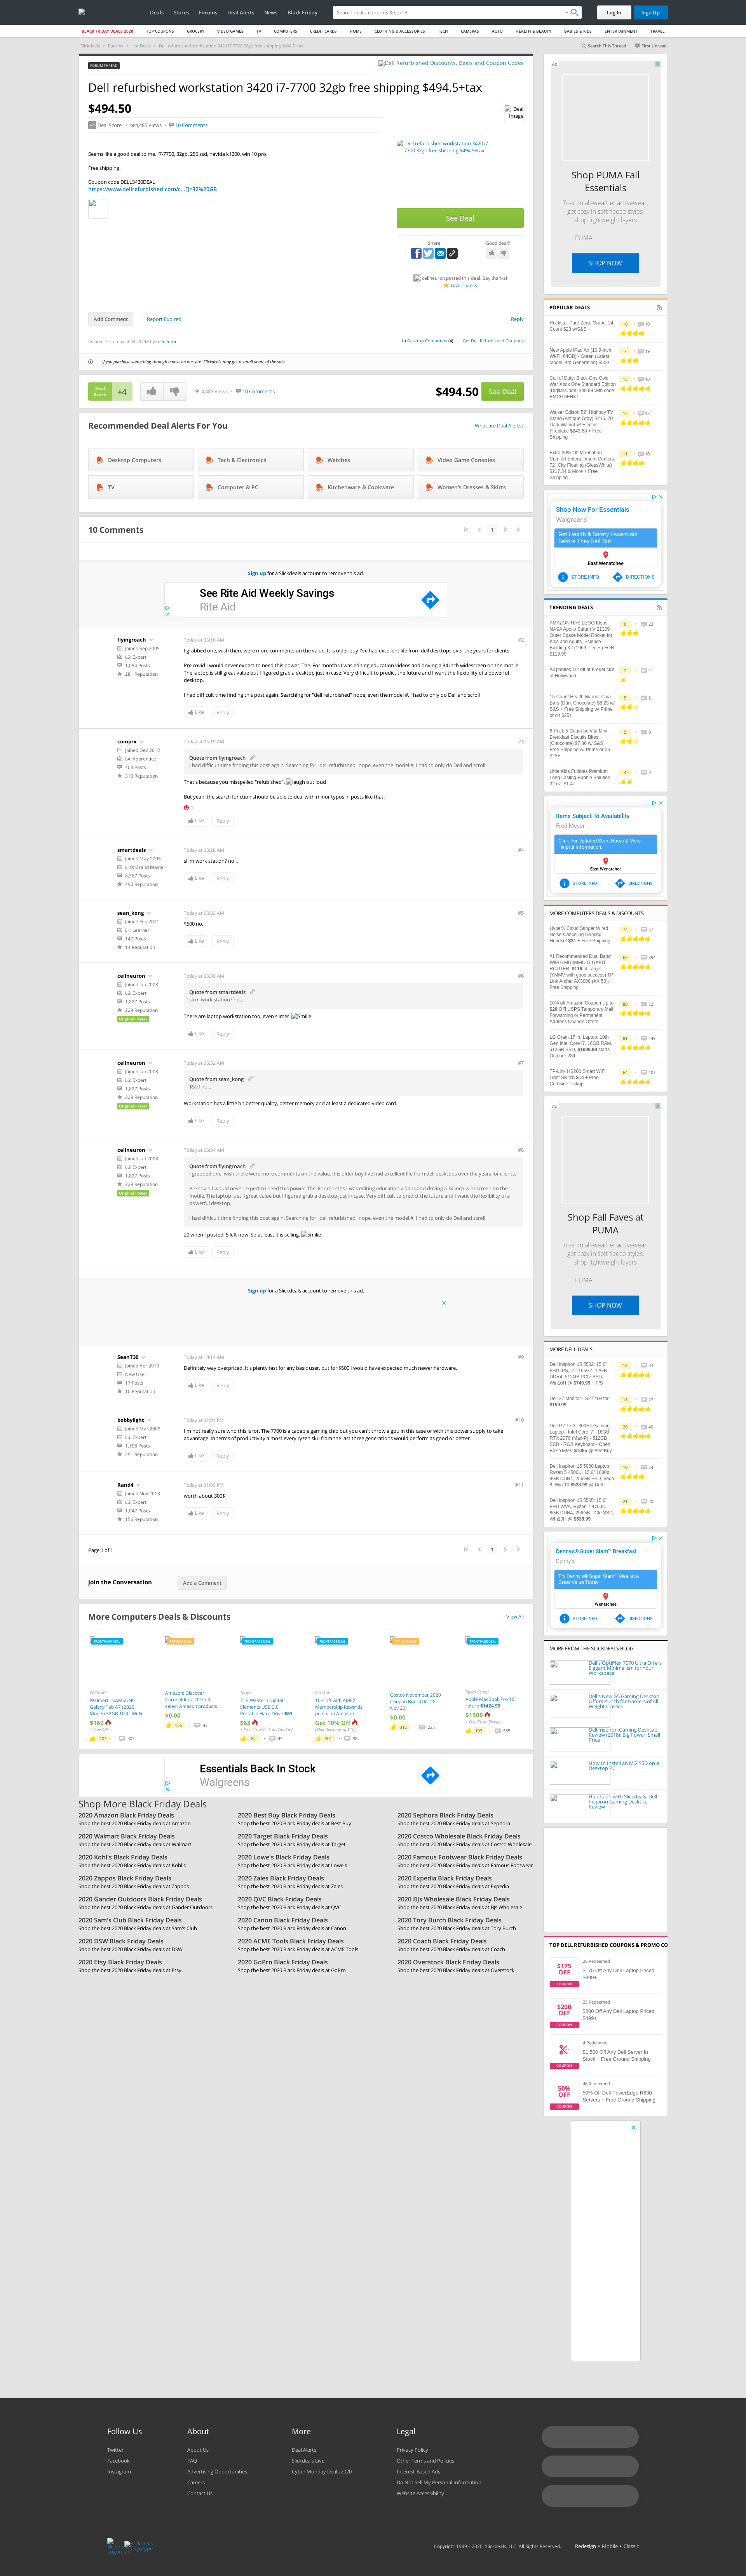 Deals Stores Forums Deal Alerts News Black Friday
Search deals, coupons & stores
Log In
Sign Up
BLACK FRIDAY DEALS 2020 TOP COUPONS GROCERY VIDEO GAMES TV COMPUTERS CREDIT CARDS HOME CLOTHING & ACCESSORIES TECH CAMERAS AUTO HEALTH & BEAUTY BABIES & KIDS ENTERTAINMENT TRAVEL
Slickdeals › Forums › Hot Deals › Dell refurbished workstation 3420 i7-7700 32gb free shipping $494.5+tax
Search This Thread First Unread
FORUM THREAD
Dell Refurbished Discounts, Deals and Coupon Codes
Dell refurbished workstation 3420 i7-7700 32gb free shipping $494.5+tax
$494.50
+4 Deal Score 4,485 Views 10 Comments
Deal Image
Seems like a good deal to me. i7-7700, 32gb, 256 ssd, navida k1200, win 10 pro.
Free shipping.
Coupon code DELL3420DEAL
https://www.dellrefurbished.com/c...[]=32%20GB
Dell refurbished workstation 3420 i7-7700 32gb free shipping $494.5+tax
See Deal
Share
Good deal?
cellneuron posted this deal. Say thanks!
Give Thanks
Add Comment Report Expired
Reply
Created Yesterday at 04:49 PM by cellneuron
in Desktop Computers (4) Get Dell Refurbished Coupons
If you purchase something through a post on our site, Slickdeals may get a small share of the sale.
Deal Score +4
4,485 Views 10 Comments
$494.50 See Deal
Recommended Deal Alerts For You
What are Deal Alerts?
Desktop Computers
Tech & Electronics
Watches
Video Game Consoles
TV
Computer & PC
Kitchenware & Cookware
Women's Dresses & Skirts
10 Comments
1
Sign up for a Slickdeals account to remove this ad.
See Rite Aid Weekly Savings
Rite Aid
flyingroach
Joined Sep 2005
L6: Expert
1,054 Posts
281 Reputation
Today at 05:16 AM
#2
I grabbed one, wish there were more comments on the value. It is older buy I've had excellent life from dell desktops over the years for clients.
Pre covid I would never expect to need this power. The. For months I was editing education videos and driving a 34 inch widescreen on the motile. The laptop is still great value but I figured grab a desktop just in case. Very difficult to predict the future and I want the flexibility of a powerful desktop.
I had difficult time finding this post again. Searching for "dell refurbished" nope, even the model #, I had to only do Dell and scroll
Like Reply
comprx
Joined Dec 2012
L4: Apprentice
403 Posts
310 Reputation
Today at 05:19 AM
#3
Quote from flyingroach
I had difficult time finding this post again. Searching for "dell refurbished" nope, even the model #, I had to only do Dell and scroll
That's because you misspelled "refubished". laugh out loud
But yeah, the search function should be able to deal with minor typos in posts like that.
1
Like Reply
smartdeals
Joined May 2005
L10: Grand Master
8,367 Posts
490 Reputation
Today at 05:28 AM
#4
sli m work station? no...
Like Reply
sean_kong
Joined Feb 2011
L1: Learner
147 Posts
14 Reputation
Today at 05:33 AM
#5
$500 no...
Like Reply
cellneuron
Joined Jan 2008
L6: Expert
1,827 Posts
229 Reputation
Original Poster
Today at 06:30 AM
#6
Quote from smartdeals
sli m work station? no...
There are laptop workstation too, even slimer. Smilie
Like Reply
cellneuron
Joined Jan 2008
L6: Expert
1,827 Posts
229 Reputation
Original Poster
Today at 06:32 AM
#7
Quote from sean_kong
$500 no...
Workstation has a little bit better quality, better memory and at least a dedicated video card.
Like Reply
cellneuron
Joined Jan 2008
L6: Expert
1,827 Posts
229 Reputation
Original Poster
Today at 06:34 AM
#8
Quote from flyingroach
I grabbed one, wish there were more comments on the value. It is older buy I've had excellent life from dell desktops over the years for clients.
Pre covid I would never expect to need this power. The. For months I was editing education videos and driving a 34 inch widescreen on the motile. The laptop is still great value but I figured grab a desktop just in case. Very difficult to predict the future and I want the flexibility of a powerful desktop.
I had difficult time finding this post again. Searching for "dell refurbished" nope, even the model #, I had to only do Dell and scroll
20 when I posted, 5 left now. So at least it is selling. Smilie
Like Reply
Sign up for a Slickdeals account to remove this ad.
SeanT30
Joined Apr 2019
New User
17 Posts
10 Reputation
Today at 10:14 AM
#9
Definitely way overpriced. It's plenty fast for any basic user, but for $500 I would have expected much newer hardware.
Like Reply
bobbylight
Joined Mar 2009
L6: Expert
1,158 Posts
251 Reputation
Today at 01:01 PM
#10
I'm not really sure who this is for. The 7700 is a capable gaming chip but you can't throw a gpu in this or carry with these to power supply take advantage. In terms of productivity almost every ryzen u chip from the last three generations would perform as good or better.
Like Reply
Rand4
Joined Nov 2013
L6: Expert
1,047 Posts
156 Reputation
Today at 01:05 PM
#11
worth about 300$
Like Reply
Page 1 of 1
1
Join the Conversation
Add a Comment
More Computers Deals & Discounts
View All
FRONTPAGE DEAL
Walmart
Walmart - SAMSUNG Galaxy Tab A7 (2020 Model) 32GB 10.4" Wi-Fi...
$169
+ Free S/H
103 303
POPULAR DEAL
Amazon: Discover Cardholders: 20% off select Amazon products...
$0.00
156 43
FRONTPAGE DEAL
Target
3TB Western Digital Elements USB 3.0 Portable Hard Drive $63...
$63
+ Free Store Pickup (Valid w/
84 49
FRONTPAGE DEAL
Amazon
10% off with AMEX Membership Rewards points on Amazon,...
Get 10% Off
(Max Discount of $10)
301 98
POPULAR DEAL
Costco November 2020 Coupon Book (Oct 28 - Nov 22)
$0.00
312 225
FRONTPAGE DEAL
Micro Center
Apple MacBook Pro 16" refurb $1424.99
$1500
+ Free Store Pickup
165 585
Essentials Back In Stock
Walgreens
Shop More Black Friday Deals
2020 Amazon Black Friday Deals
Shop the best 2020 Black Friday deals at Amazon
2020 Best Buy Black Friday Deals
Shop the best 2020 Black Friday deals at Best Buy
2020 Sephora Black Friday Deals
Shop the best 2020 Black Friday deals at Sephora
2020 Walmart Black Friday Deals
Shop the best 2020 Black Friday deals at Walmart
2020 Target Black Friday Deals
Shop the best 2020 Black Friday deals at Target
2020 Costco Wholesale Black Friday Deals
Shop the best 2020 Black Friday deals at Costco Wholesale
2020 Kohl's Black Friday Deals
Shop the best 2020 Black Friday deals at Kohl's
2020 Lowe's Black Friday Deals
Shop the best 2020 Black Friday deals at Lowe's
2020 Famous Footwear Black Friday Deals
Shop the best 2020 Black Friday deals at Famous Footwear
2020 Zappos Black Friday Deals
Shop the best 2020 Black Friday deals at Zappos
2020 Zales Black Friday Deals
Shop the best 2020 Black Friday deals at Zales
2020 Expedia Black Friday Deals
Shop the best 2020 Black Friday deals at Expedia
2020 Gander Outdoors Black Friday Deals
Shop the best 2020 Black Friday deals at Gander Outdoors
2020 QVC Black Friday Deals
Shop the best 2020 Black Friday deals at QVC
2020 BJs Wholesale Black Friday Deals
Shop the best 2020 Black Friday deals at BJs Wholesale
2020 Sam's Club Black Friday Deals
Shop the best 2020 Black Friday deals at Sam's Club
2020 Canon Black Friday Deals
Shop the best 2020 Black Friday deals at Canon
2020 Tory Burch Black Friday Deals
Shop the best 2020 Black Friday deals at Tory Burch
2020 DSW Black Friday Deals
Shop the best 2020 Black Friday deals at DSW
2020 ACME Tools Black Friday Deals
Shop the best 2020 Black Friday deals at ACME Tools
2020 Coach Black Friday Deals
Shop the best 2020 Black Friday deals at Coach
2020 Etsy Black Friday Deals
Shop the best 2020 Black Friday deals at Etsy
2020 GoPro Black Friday Deals
Shop the best 2020 Black Friday deals at GoPro
2020 Overstock Black Friday Deals
Shop the best 2020 Black Friday deals at Overstock
Ad
Shop PUMA Fall Essentials
Train in all-weather activewear, get cozy in soft fleece styles, shop lightweight layers
PUMA
SHOP NOW
POPULAR DEALS
Rockstar Pure Zero, Grape, 24 Count $23 w/S&S
10 10
New Apple iPad Air (10.9-inch, Wi-Fi, 64GB) - Green (Latest Model, 4th Generation) $559
7 19
Call of Duty: Black Ops Cold War Xbox One Standard Edition [Digital Code] $49.99 with code EMCGDFH37
15 10
Walker Edison 52" Highboy TV Stand (Antique Gray) $216, 70" Dark Walnut w/ Electric Fireplace $243.68 + Free Shipping
15 13
Extra 30% Off Manhattan Comfort Entertainment Centers: 72" City Floating (GlossWhite) $217.34 & More + Free Shipping
11 10
Shop Now For Essentials
Walgreens
Get Health & Safety Essentials Before They Sell Out.
East Wenatchee
STORE INFO DIRECTIONS
TRENDING DEALS
AMAZON HAS LEGO Ideas NASA Apollo Saturn V 21309 Outer Space Model Rocket for Kids and Adults, Science Building Kit (1969 Pieces) FOR $119.99
6 23
All panties 1/2 off at Frederick's of Hollywood
2 11
15-Count Health Warrior Chia Bars (Dark Chocolate) $8.23 w/ S&S + Free Shipping w/ Prime or on $25+
5 2
6-Pack 5-Count belVita Mini Breakfast Biscuits Bites (Chocolate) $7.86 w/ S&S + Free Shipping w/ Prime or on $25+
5 0
Little Kids Fubbles Premium Long Lasting Bubble Solution, 32 oz: $1.47
4 3
Items Subject To Availability
Fred Meyer
Click For Updated Store Hours & More Helpful Information.
East Wenatchee
STORE INFO DIRECTIONS
MORE COMPUTERS DEALS & DISCOUNTS
HyperX Cloud Stinger Wired Noise-Canceling Gaming Headset $31 + Free Shipping
74 47
#1 Recommended Dual Band WiFi 6 MU-MIMO GIGABIT ROUTER: $116 at Target (YMMV with good success) TP-Link Archer AX3000 (AX 50); Free Shipping
69 394
10% off Amazon Coupon Up to $20 Off USPS Temporary Mail Forwarding or Permanent Address Change Offers
80 72
LG Gram 17 in. Laptop, 10th Gen Intel Core i7, 16GB RAM, 512GB SSD. $1099.99 starts October 26th
81 149
TP-Link HS200 Smart WiFi Light Switch $14 + Free Curbside Pickup
64 107
Ad
Shop Fall Faves at PUMA
Train in all-weather activewear, get cozy in soft fleece styles, shop lightweight layers
PUMA
SHOP NOW
MORE DELL DEALS
Dell Inspiron 15 5502: 15.6" FHD IPS, i7-1165G7, 12GB DDR4, 512GB PCIe SSD, Win10H @ $749.99 + F/S
18 33
Dell 27 Monitor - S2721H for $159.99
18 27
Dell G7 17.3" 300Hz Gaming Laptop - Intel Core i7 - 16GB - RTX 2070 (Max-P) - 512GB SSD - RGB Keyboard - Open Box YMMV $1085 @ BestBuy
20 40
Dell Inspiron 15 5000 Laptop: Ryzen 5 4500U, 15.6" 1080p, 8GB DDR4, 256GB SSD, Vega 8, Win 10 $539.99 @ Dell
10 24
Dell Inspiron 15 5505: 15.6" FHD WVA, Ryzen 7 4700U, 8GB DDR4, 256GB PCIe SSD, Win10H @ $636.99
21 20
Denny's® Super Slam™ Breakfast
Denny's
Try Denny's® Super Slam™ Meal at a Great Value Today!
Wenatchee
STORE INFO DIRECTIONS
MORE FROM THE SLICKDEALS BLOG
Dell's OptiPlex 7070 Ultra Offers Elegant Minimalism for Your Workspace
Dell's New G5 Gaming Desktop Offers Punch for Gamers of All Weight Classes
Dell Inspiron Gaming Desktop Review (2018): Big Power, Small Price
How to Install an M.2 SSD on a Desktop PC
Hands-on with Slickdeals: Dell Inspiron Gaming Desktop Review
TOP DELL REFURBISHED COUPONS & PROMO CO
$175 OFF
COUPON
26 Redeemed
$175 Off Any Dell Laptop Priced $399+
$200 OFF
COUPON
25 Redeemed
$200 Off Any Dell Laptop Priced $499+
COUPON
4 Redeemed
$1,500 Off Any Dell Server In Stock + Free Ground Shipping
50% OFF
COUPON
46 Redeemed
50% Off Dell PowerEdge R630 Servers + Free Ground Shipping
Follow Us
Twitter
Facebook
Instagram
About
About Us
FAQ
Advertising Opportunities
Careers
Contact Us
More
Deal Alerts
Slickdeals Live
Cyber Monday Deals 2020
Legal
Privacy Policy
Other Terms and Policies
Interest-Based Ads
Do Not Sell My Personal Information
Website Accessibility
Slickdeals Logomark
Slickdeals Logotype
Copyright 1999 - 2020. Slickdeals, LLC. All Rights Reserved. Redesign • Mobile • Classic